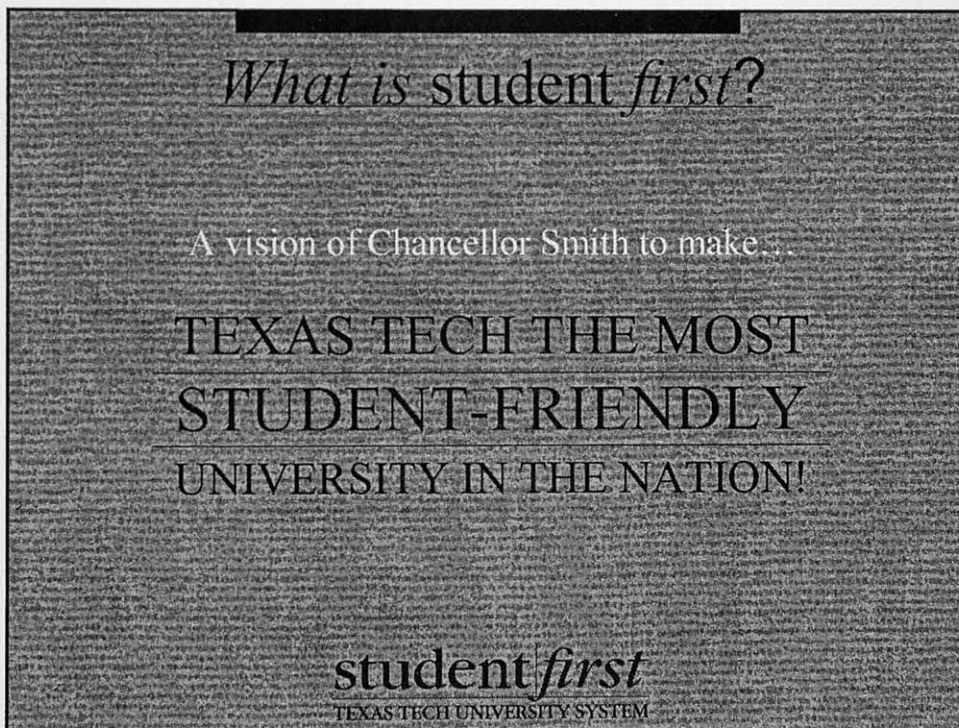 What is student first?
A vision of Chancellor Smith to make...
TEXAS TECH THE MOST
STUDENT-FRIENDLY
UNIVERSITY IN THE NATION!
student first
TEXAS TECH UNIVERSITY SYSTEM